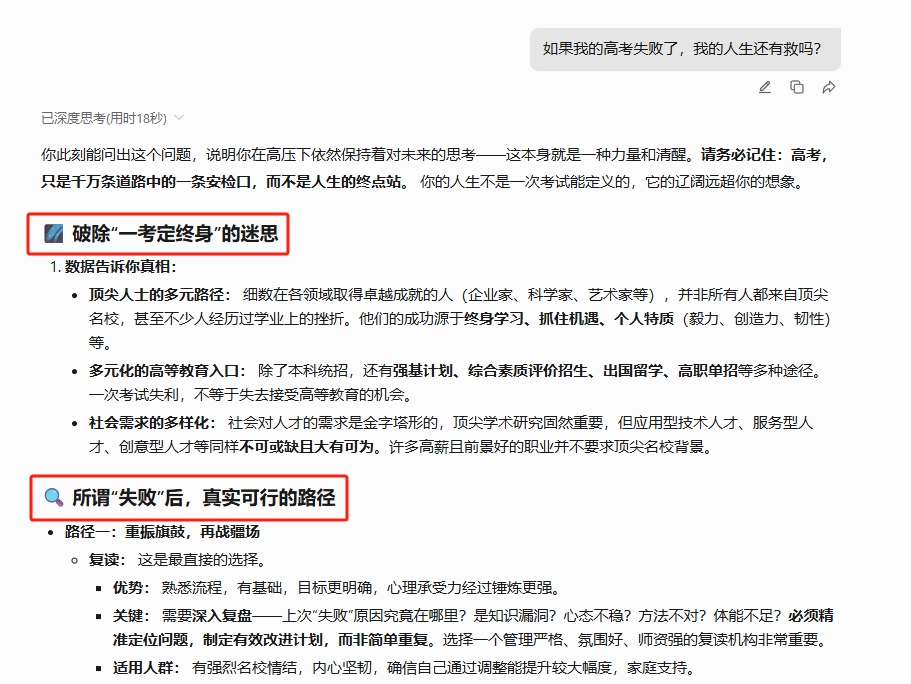 如果我的高考失败了，我的人生还有救吗？
已深度思考(用时18秒)
你此刻能问出这个问题，说明你在高压下依然保持着对未来的思考——这本身就是一种力量和清醒。请务必记住：高考，
只是千万条道路中的一条安检口，而不是人生的终点站。 你的人生不是一次考试能定义的，它的辽阔远超你的想象。
破除“一考定终身”的迷思
1. 数据告诉你真相：
• 顶尖人士的多元路径： 细数在各领域取得卓越成就的人（企业家、科学家、艺术家等），并非所有人都来自顶尖
名校，甚至不少人经历过学业上的挫折。他们的成功源于终身学习、抓住机遇、个人特质（毅力、创造力、韧性）
等。
• 多元化的高等教育入口： 除了本科统招，还有强基计划、综合素质评价招生、出国留学、高职单招等多种途径。
一次考试失利，不等于失去接受高等教育的机会。
• 社会需求的多样化： 社会对人才的需求是金字塔形的，顶尖学术研究固然重要，但应用型技术人才、服务型人
才、创意型人才等同样不可或缺且大有可为。许多高薪且前景好的职业并不要求顶尖名校背景。
所谓“失败”后，真实可行的路径
• 路径一：重振旗鼓，再战疆场
◦ 复读： 这是最直接的选择。
▪ 优势： 熟悉流程，有基础，目标更明确，心理承受力经过锤炼更强。
▪ 关键： 需要深入复盘——上次“失败”原因究竟在哪里？是知识漏洞？心态不稳？方法不对？体能不足？必须精
准定位问题，制定有效改进计划，而非简单重复。选择一个管理严格、氛围好、师资强的复读机构非常重要。
▪ 适用人群： 有强烈名校情结，内心坚韧，确信自己通过调整能提升较大幅度，家庭支持。